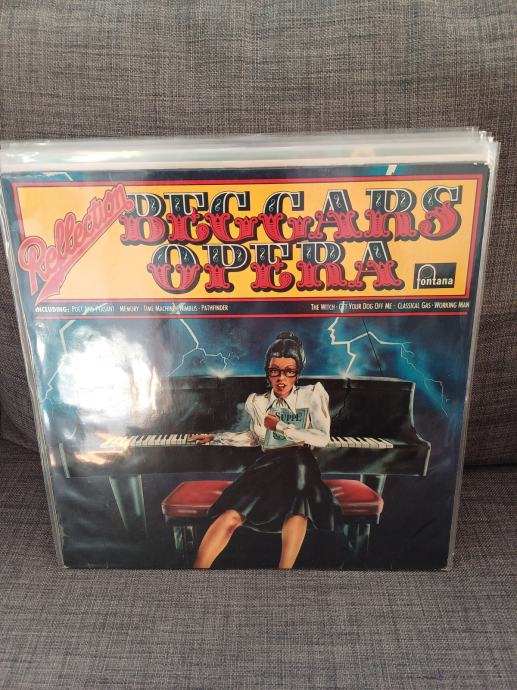 Reflection
BEGGARS
OPERA
fontana
INCLUDING: POET AND PEASANT · MEMORY · TIME MACHINE · NIMBUS · PATHFINDER
THE WITCH · GET YOUR DOG OFF ME · CLASSICAL GAS · WORKING MAN
SUPPE